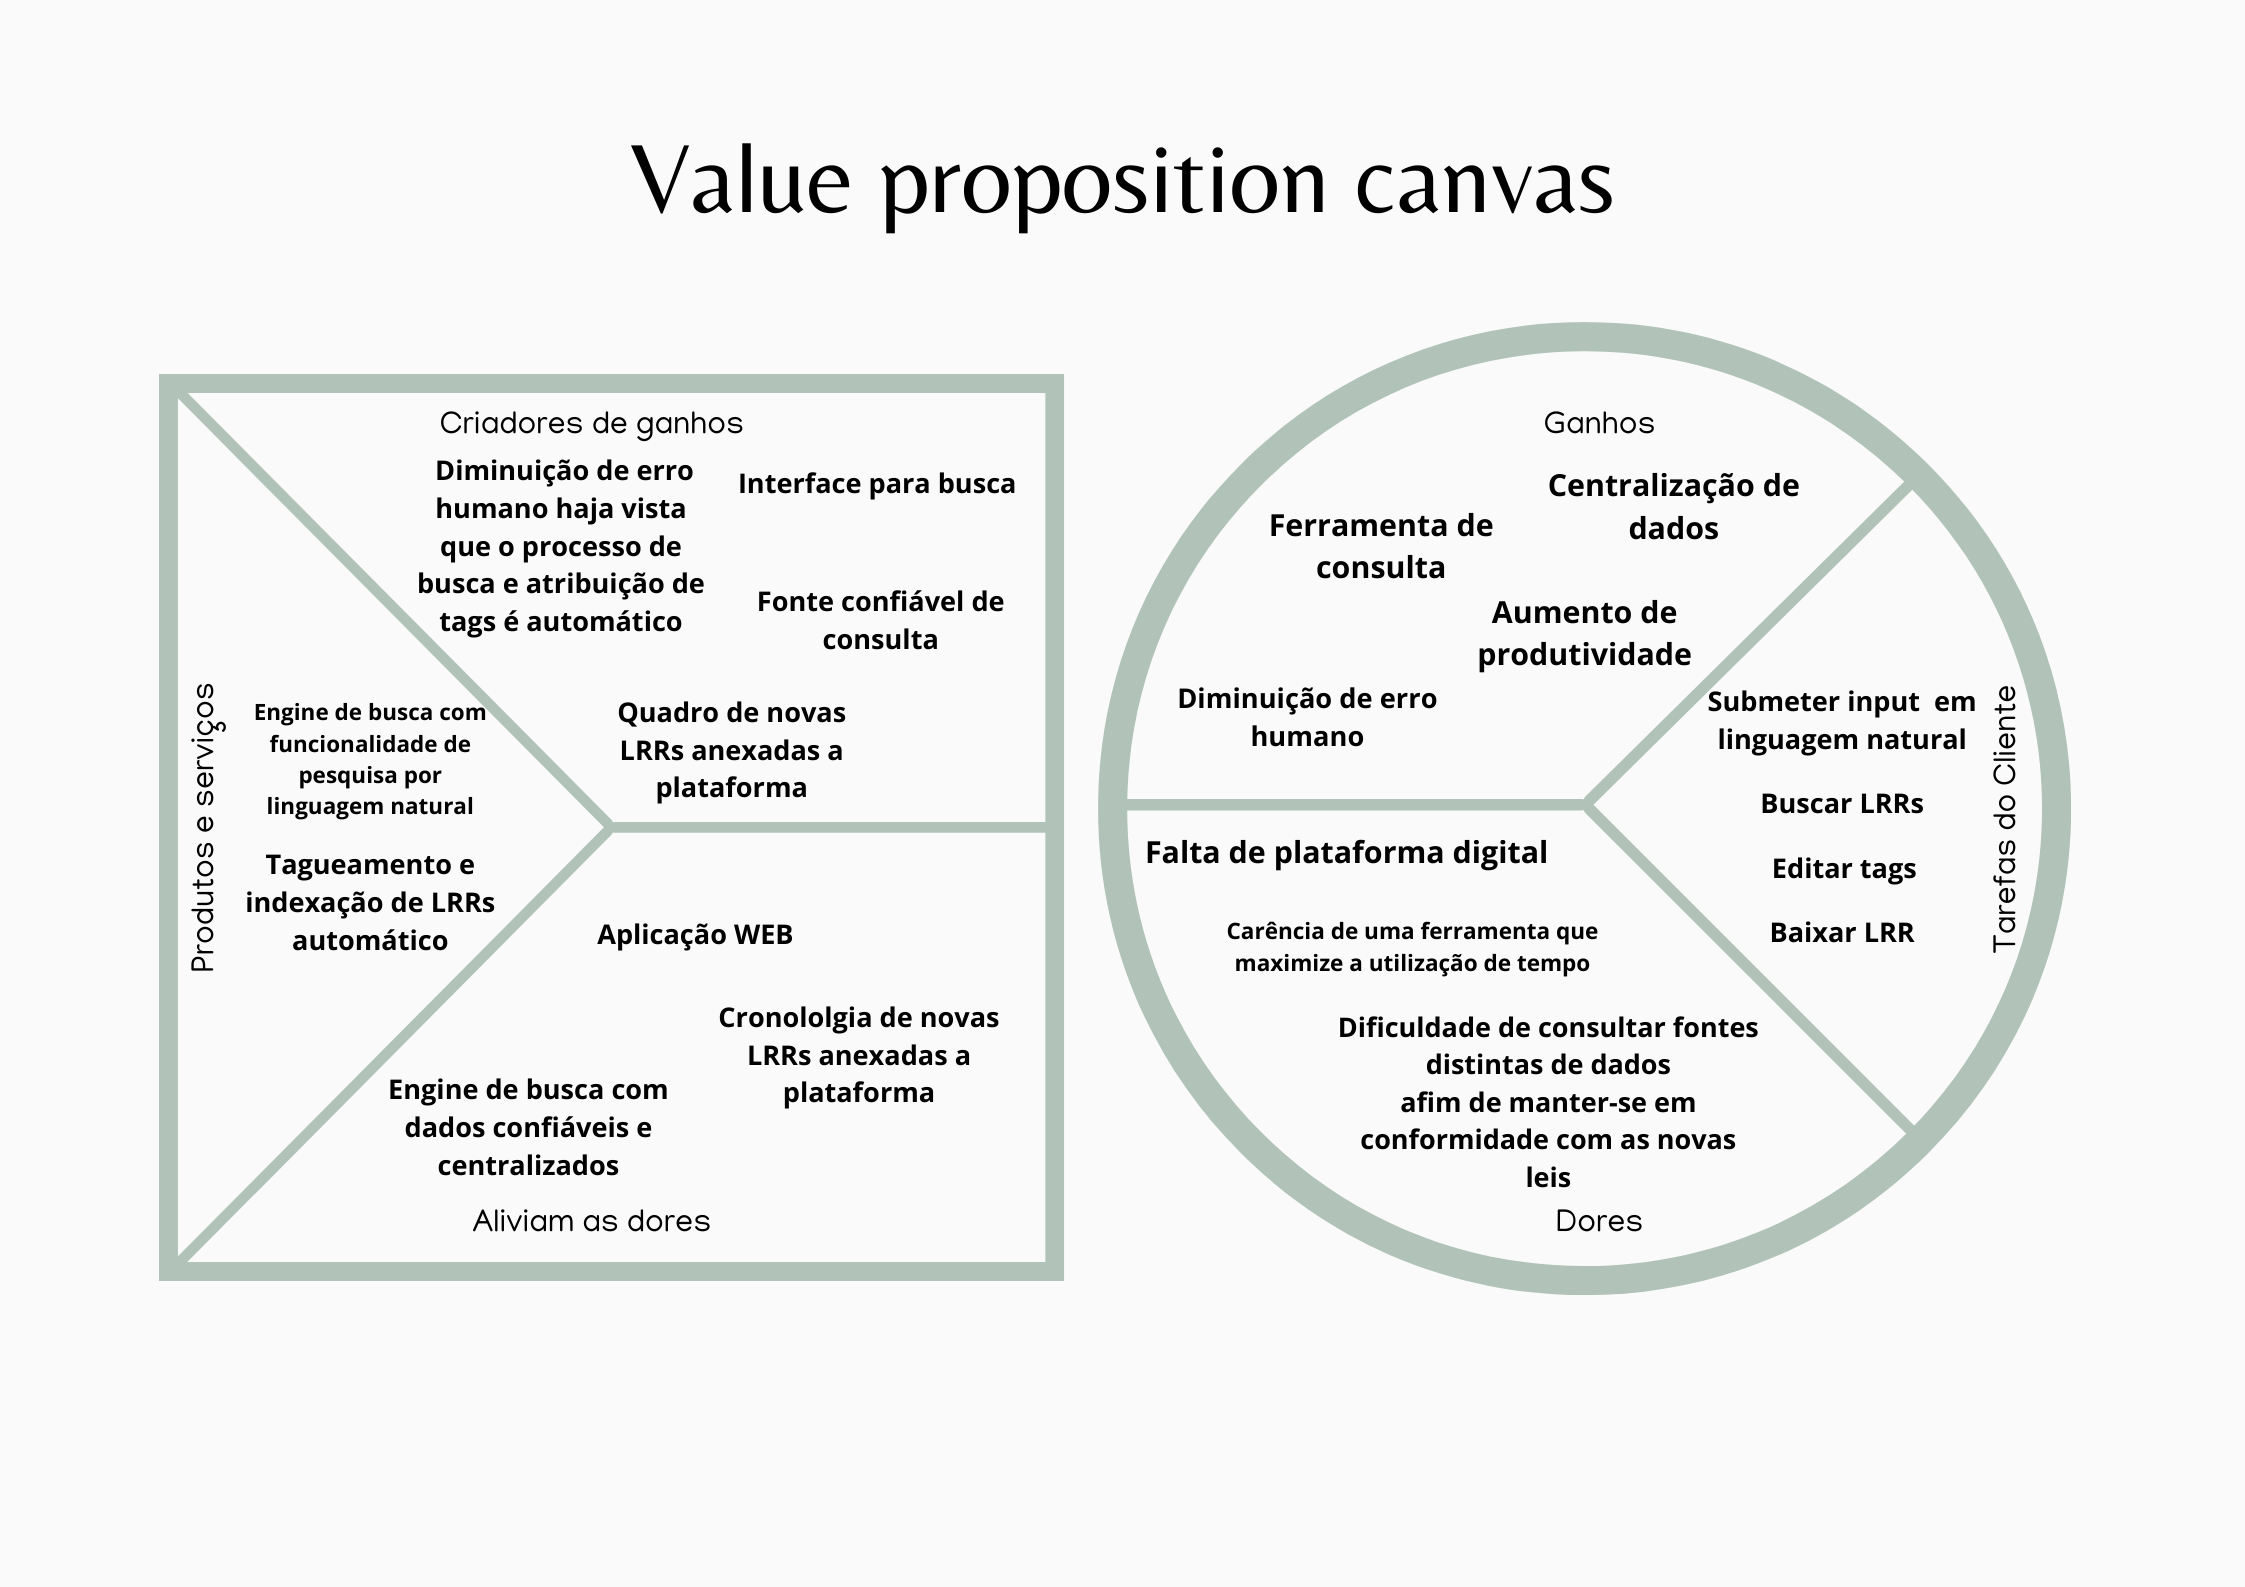 Value proposition canvas
Criadores de ganhos
Diminuição de erro
humano haja vista
que o processo de
busca e atribuição de
tags é automático
Interface para busca
Fonte confiável de
consulta
Quadro de novas
LRRs anexadas a
plataforma
Produtos e serviços
Engine de busca com
funcionalidade de
pesquisa por
linguagem natural
Tagueamento e
indexação de LRRs
automático
Aplicação WEB
Cronololgia de novas
LRRs anexadas a
plataforma
Engine de busca com
dados confiáveis e
centralizados
Aliviam as dores
Ganhos
Centralização de
dados
Ferramenta de
consulta
Aumento de
produtividade
Diminuição de erro
humano
Submeter input  em
linguagem natural
Buscar LRRs
Editar tags
Baixar LRR
Tarefas do Cliente
Falta de plataforma digital
Carência de uma ferramenta que
maximize a utilização de tempo
Dificuldade de consultar fontes
distintas de dados
afim de manter-se em
conformidade com as novas
leis
Dores